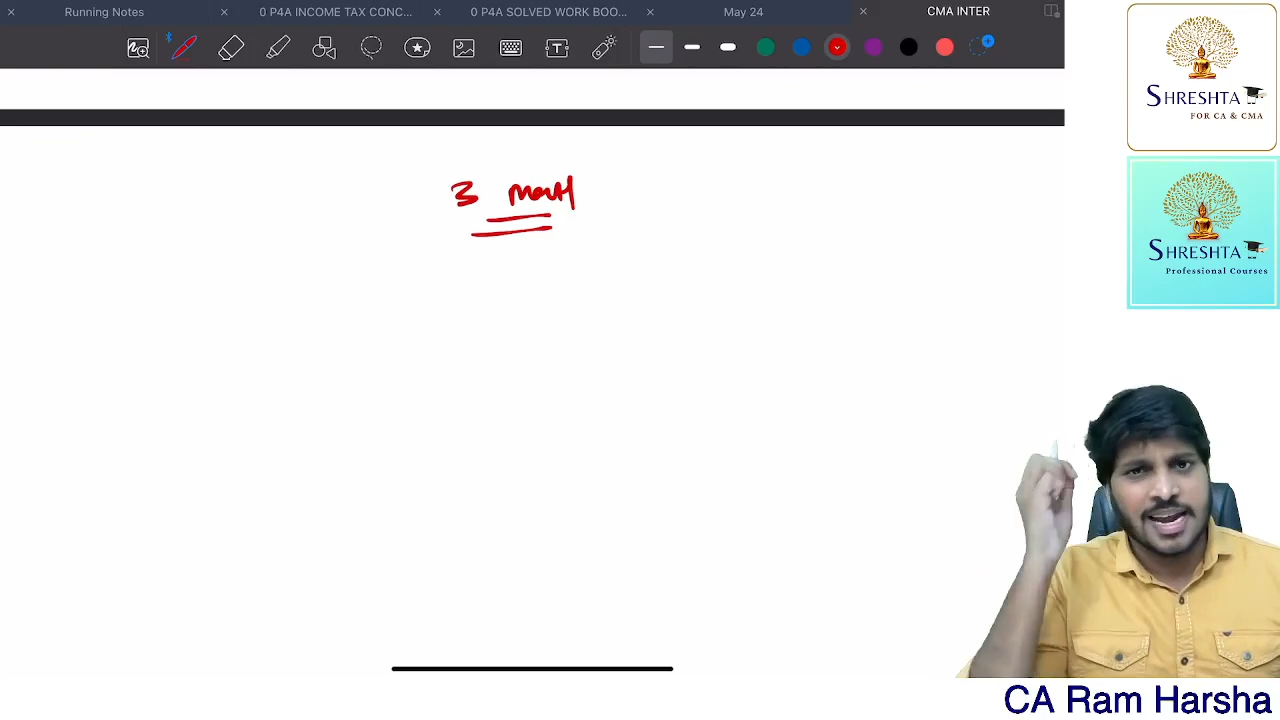 Running Notes
0 P4A INCOME TAX CONC...
0 P4A SOLVED WORK BOO...
May 24
CMA INTER
SHRESHTA
FOR CA & CMA
3
SHRESHTA
Professional Courses
CA Ram Harsha